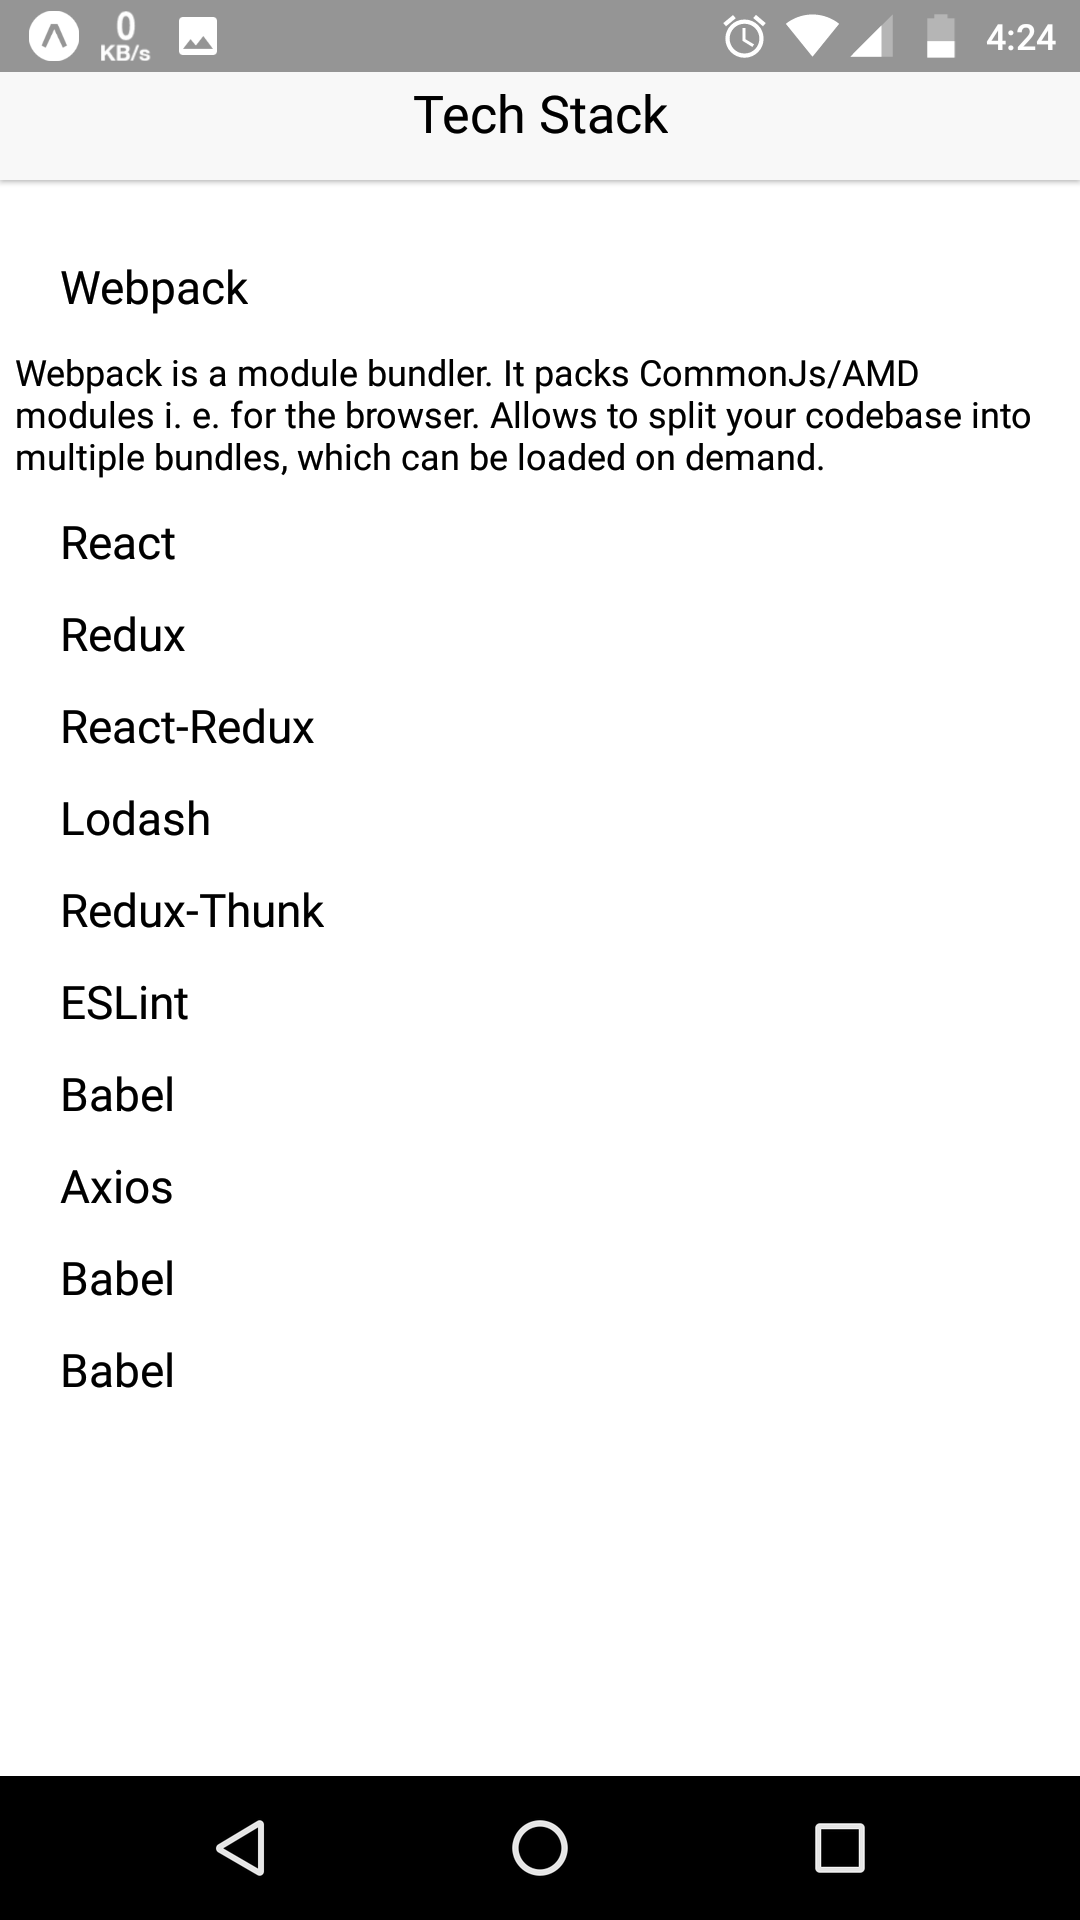 0
KB/s
4:24
Tech Stack
Webpack
Webpack is a module bundler. It packs CommonJs/AMD
modules i. e. for the browser. Allows to split your codebase into
multiple bundles, which can be loaded on demand.
React
Redux
React-Redux
Lodash
Redux-Thunk
ESLint
Babel
Axios
Babel
Babel